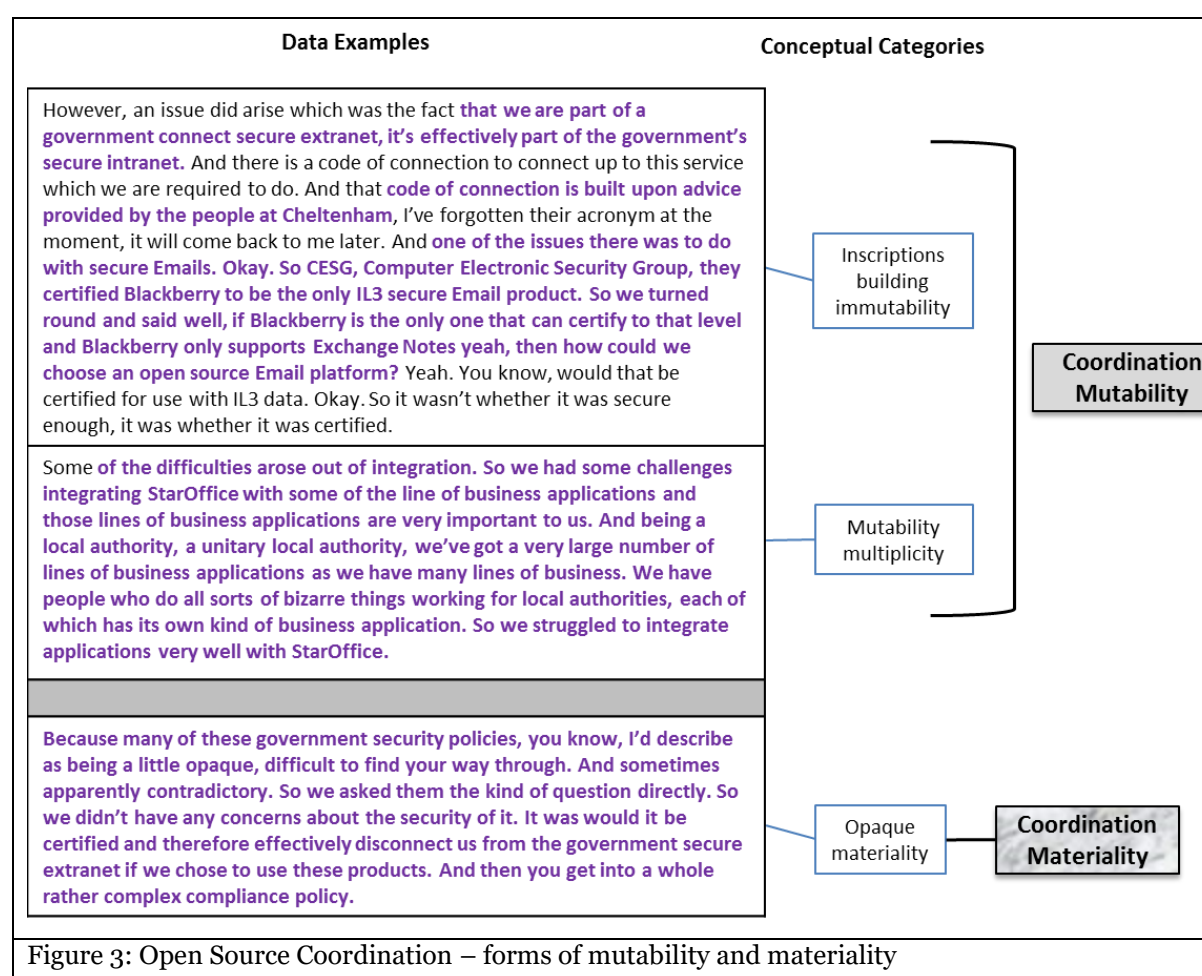 Data Examples
Conceptual Categories
However, an issue did arise which was the fact that we are part of a
government connect secure extranet, it's effectively part of the government's
secure intranet. And there is a code of connection to connect up to this service
which we are required to do. And that code of connection is built upon advice
provided by the people at Cheltenham, I've forgotten their acronym at the
moment, it will come back to me later. And one of the issues there was to do
with secure Emails. Okay. So CESG, Computer Electronic Security Group, they
certified Blackberry to be the only IL3 secure Email product. So we turned
round and said well, if Blackberry is the only one that can certify to that level
and Blackberry only supports Exchange Notes yeah, then how could we
choose an open source Email platform? Yeah. You know, would that be
certified for use with IL3 data. Okay. So it wasn't whether it was secure
enough, it was whether it was certified.
Inscriptions
building
immutability
Coordination
Mutability
Some of the difficulties arose out of integration. So we had some challenges
integrating StarOffice with some of the line of business applications and
those lines of business applications are very important to us. And being a
local authority, a unitary local authority, we've got a very large number of
lines of business applications as we have many lines of business. We have
people who do all sorts of bizarre things working for local authorities, each of
which has its own kind of business application. So we struggled to integrate
applications very well with StarOffice.
Mutability
multiplicity
Because many of these government security policies, you know, I'd describe
as being a little opaque, difficult to find your way through. And sometimes
apparently contradictory. So we asked them the kind of question directly. So
we didn't have any concerns about the security of it. It was would it be
certified and therefore effectively disconnect us from the government secure
extranet if we chose to use these products. And then you get into a whole
rather complex compliance policy.
Opaque
materiality
Coordination
Materiality
Figure 3: Open Source Coordination – forms of mutability and materiality